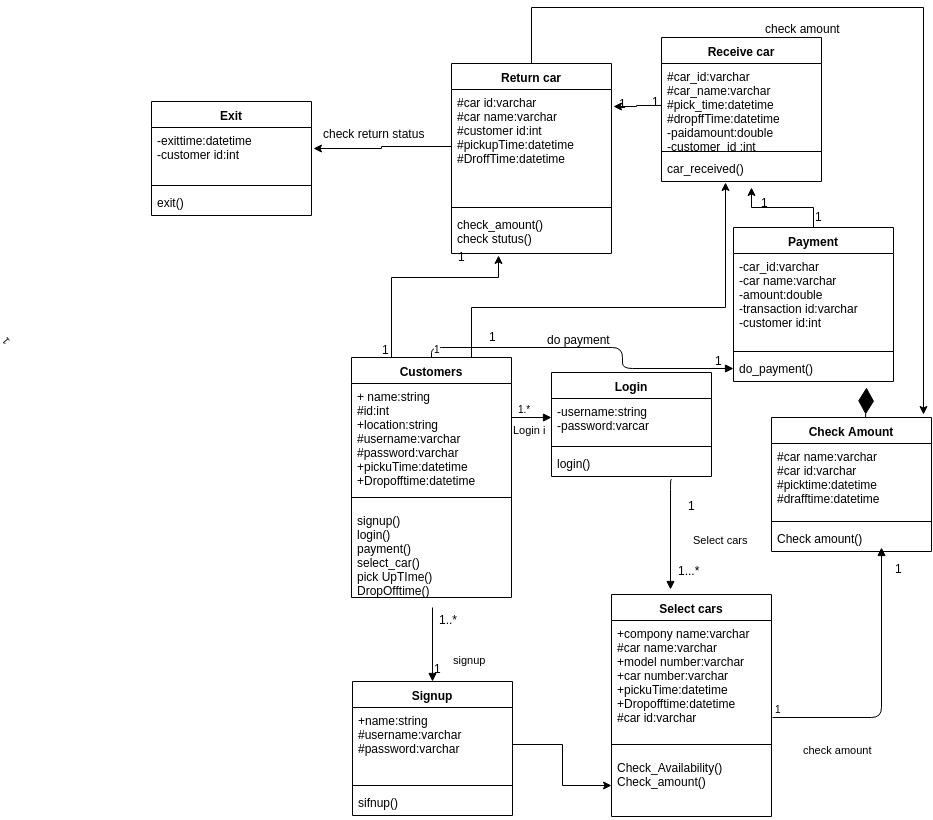 check amount
Receive car
#car_id:varchar
#car_name:varchar
#pick_time:datetime
#dropffTime:datetime
-paidamount:double
-customer_id :int
car_received()
Return car
#car id:varchar
#car name:varchar
#customer id:int
#pickupTime:datetime
#DroffTime:datetime
check_amount()
check stutus()
1
1
1
Exit
-exittime:datetime
-customer id:int
exit()
check return status
1
1
Payment
-car_id:varchar
-car name:varchar
-amount:double
-transaction id:varchar
-customer id:int
do_payment()
1
1
1
do payment
1
Customers
+ name:string
#id:int
+location:string
#username:varchar
#password:varchar
+pickuTime:datetime
+Dropofftime:datetime
signup()
login()
payment()
select_car()
pick UpTIme()
DropOfftime()
1.*
Login i
Login
-username:string
-password:varcar
login()
Check Amount
#car name:varchar
#car id:varchar
#picktime:datetime
#drafftime:datetime
Check amount()
1
1
Select cars
1...*
1..*
signup
1
Select cars
+compony name:varchar
#car name:varchar
+model number:varchar
+car number:varchar
+pickuTime:datetime
+Dropofftime:datetime
#car id:varchar
Check_Availability()
Check_amount()
1
check amount
Signup
+name:string
#username:varchar
#password:varchar
sifnup()